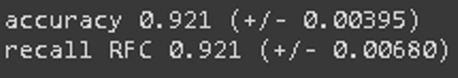 accuracy 0.921 (+/- 0.00395)
recall RFC 0.921 (+/- 0.00680)